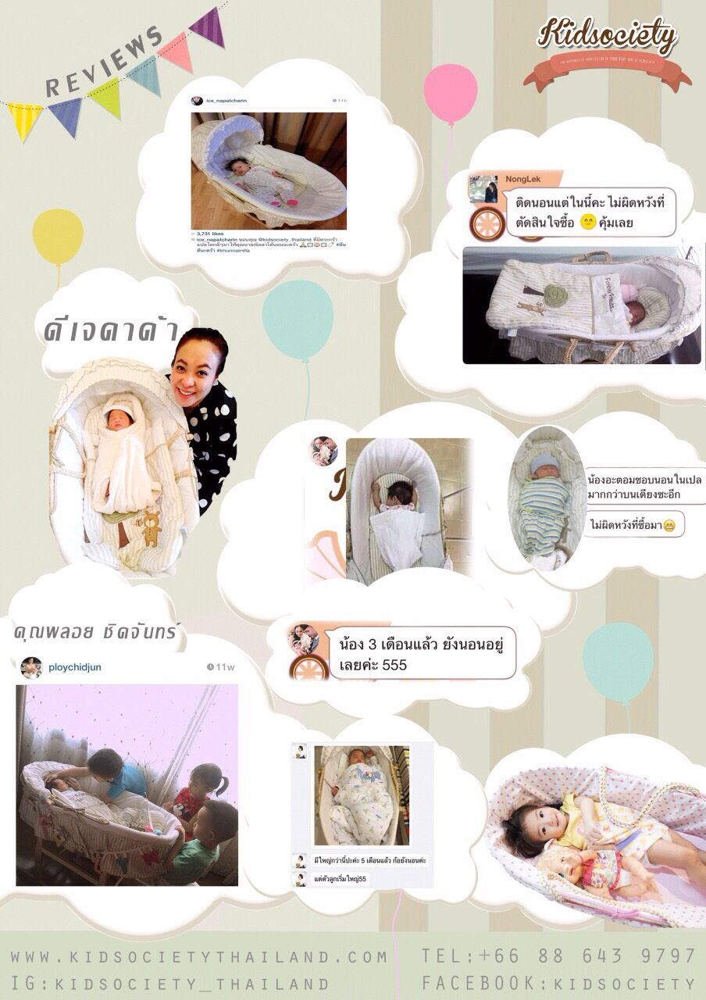 REVIEWS
Kidsociety
ice_napatcharin
11h
3,731 likes
ice_napatcharin ขอบคุณ @kidsociety_thailand ที่มีตระกร้า
#khunnainilla
NongLek
ติดนอนแต่ในนี้คะ ไม่ผิดหวังที่
ตัดสินใจซื้อ 😊 คุ้มเลย
ดีเจดาด้า
น้องอะตอมชอบนอนในเปล
มากกว่าบนเตียงซะอีก
ไม่ผิดหวังที่ซื้อมา😁
คุณพลอย ชิดจันทร์
ploychidjun
11w
น้อง 3 เดือนแล้ว ยังนอนอยู่
เลยค่ะ 555
มีใหญ่กว่านี้ปะค่ะ 5 เดือนแล้ว ก้อยังนอนค่ะ
แต่ตัวลูกเริ่มใหญ่55
WWW.KIDSOCIETYTHAILAND.COM
TEL:+66 88 643 9797
IG:KIDSOCIETY_THAILAND
FACEBOOK:KIDSOCIETY